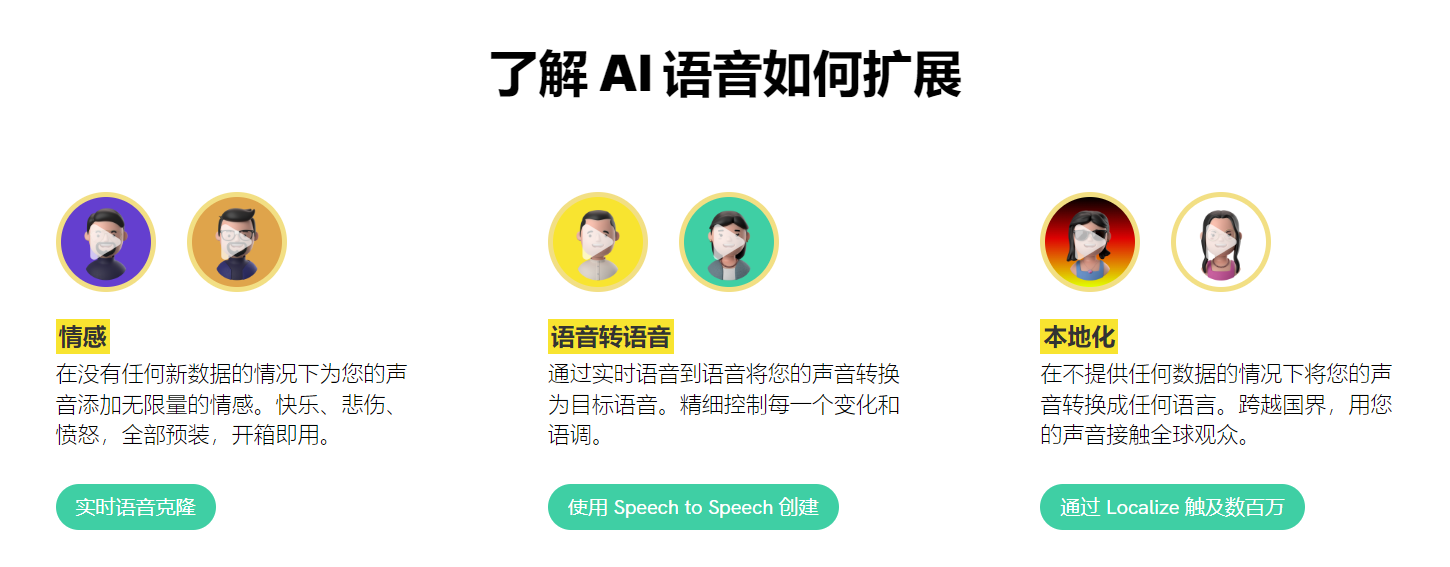 了解 AI 语音如何扩展
情感
在没有任何新数据的情况下为您的声
音添加无限量的情感。快乐、悲伤、
愤怒，全部预装，开箱即用。
实时语音克隆
语音转语音
通过实时语音到语音将您的声音转换
为目标语音。精细控制每一个变化和
语调。
使用 Speech to Speech 创建
本地化
在不提供任何数据的情况下将您的声
音转换成任何语言。跨越国界，用您
的声音接触全球观众。
通过 Localize 触及数百万